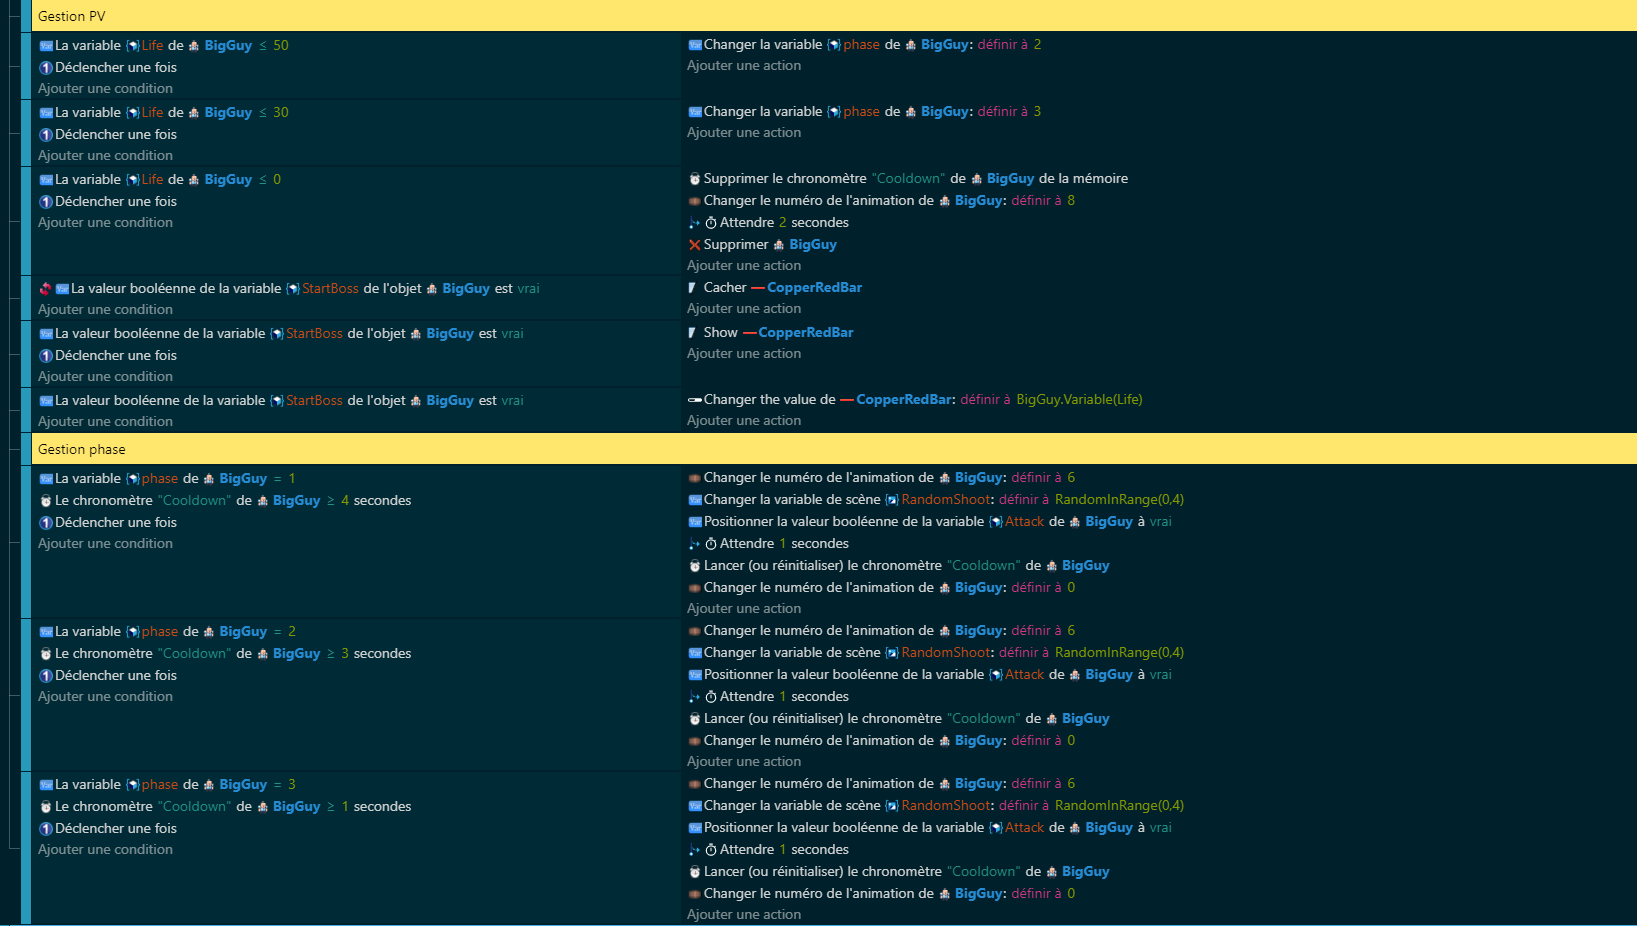 Gestion PV
La variable Life de BigGuy ≤ 50
Déclencher une fois
Ajouter une condition
Changer la variable phase de BigGuy: définir à 2
Ajouter une action
La variable Life de BigGuy ≤ 30
Déclencher une fois
Ajouter une condition
Changer la variable phase de BigGuy: définir à 3
Ajouter une action
La variable Life de BigGuy ≤ 0
Déclencher une fois
Ajouter une condition
Supprimer le chronomètre "Cooldown" de BigGuy de la mémoire
Changer le numéro de l'animation de BigGuy: définir à 8
Attendre 2 secondes
Supprimer BigGuy
Ajouter une action
La valeur booléenne de la variable StartBoss de l'objet BigGuy est vrai
Ajouter une condition
Cacher CopperRedBar
Ajouter une action
La valeur booléenne de la variable StartBoss de l'objet BigGuy est vrai
Déclencher une fois
Ajouter une condition
Show CopperRedBar
Ajouter une action
La valeur booléenne de la variable StartBoss de l'objet BigGuy est vrai
Ajouter une condition
Changer the value de CopperRedBar: définir à BigGuy.Variable(Life)
Ajouter une action
Gestion phase
La variable phase de BigGuy = 1
Le chronomètre "Cooldown" de BigGuy ≥ 4 secondes
Déclencher une fois
Ajouter une condition
Changer le numéro de l'animation de BigGuy: définir à 6
Changer la variable de scène RandomShoot: définir à RandomInRange(0,4)
Positionner la valeur booléenne de la variable Attack de BigGuy à vrai
Attendre 1 secondes
Lancer (ou réinitialiser) le chronomètre "Cooldown" de BigGuy
Changer le numéro de l'animation de BigGuy: définir à 0
Ajouter une action
La variable phase de BigGuy = 2
Le chronomètre "Cooldown" de BigGuy ≥ 3 secondes
Déclencher une fois
Ajouter une condition
Changer le numéro de l'animation de BigGuy: définir à 6
Changer la variable de scène RandomShoot: définir à RandomInRange(0,4)
Positionner la valeur booléenne de la variable Attack de BigGuy à vrai
Attendre 1 secondes
Lancer (ou réinitialiser) le chronomètre "Cooldown" de BigGuy
Changer le numéro de l'animation de BigGuy: définir à 0
Ajouter une action
La variable phase de BigGuy = 3
Le chronomètre "Cooldown" de BigGuy ≥ 1 secondes
Déclencher une fois
Ajouter une condition
Changer le numéro de l'animation de BigGuy: définir à 6
Changer la variable de scène RandomShoot: définir à RandomInRange(0,4)
Positionner la valeur booléenne de la variable Attack de BigGuy à vrai
Attendre 1 secondes
Lancer (ou réinitialiser) le chronomètre "Cooldown" de BigGuy
Changer le numéro de l'animation de BigGuy: définir à 0
Ajouter une action